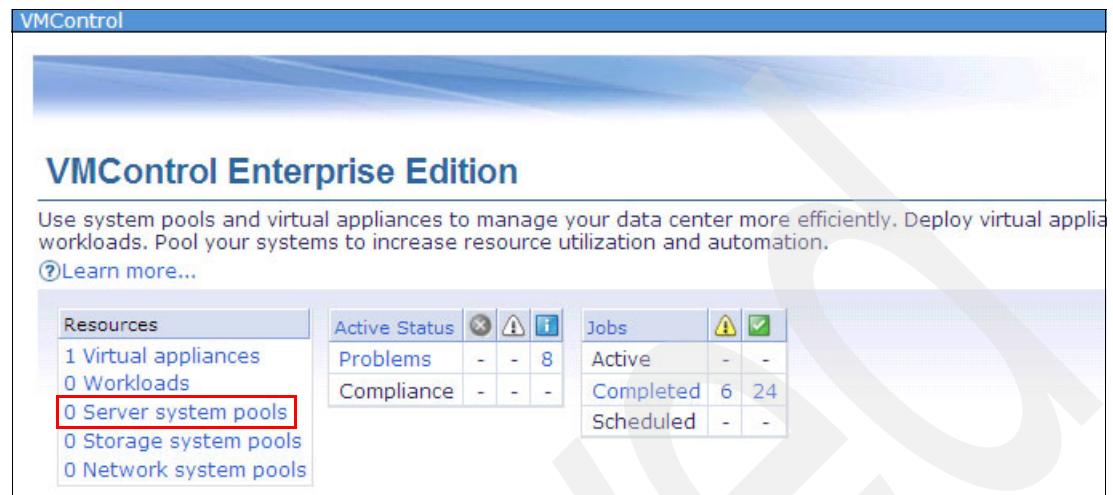 VMControl
VMControl Enterprise Edition
Use system pools and virtual appliances to manage your data center more efficiently. Deploy virtual applia
workloads. Pool your systems to increase resource utilization and automation.
Learn more...
Resources
1 Virtual appliances
0 Workloads
0 Server system pools
0 Storage system pools
0 Network system pools
Active Status
Problems - - 8
Compliance - - -
Jobs
Active - -
Completed 6 24
Scheduled - -